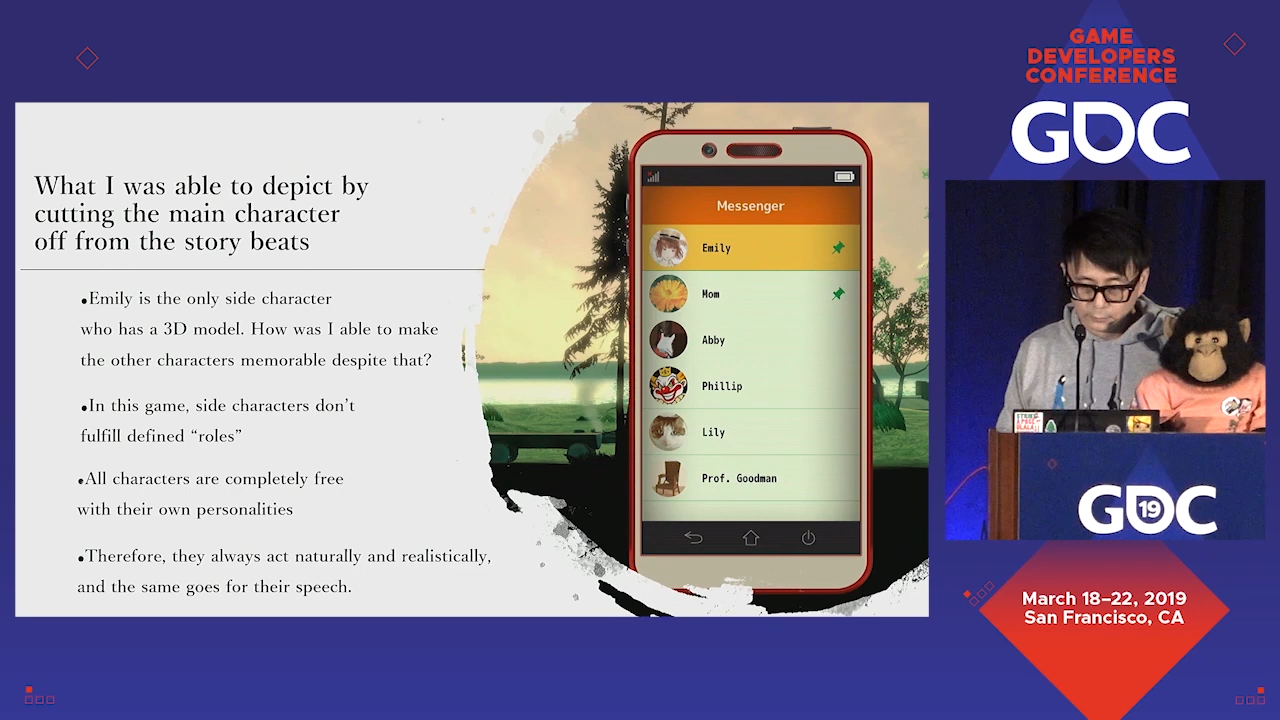 GAME
DEVELOPERS
CONFERENCE
GDC
What I was able to depict by
cutting the main character
off from the story beats
•Emily is the only side character
who has a 3D model. How was I able to make
the other characters memorable despite that?
•In this game, side characters don’t
fulfill defined “roles”
•All characters are completely free
with their own personalities
•Therefore, they always act naturally and realistically,
and the same goes for their speech.
Messenger
Emily
Mom
Abby
Phillip
Lily
Prof. Goodman
GDC
19
March 18–22, 2019
San Francisco, CA